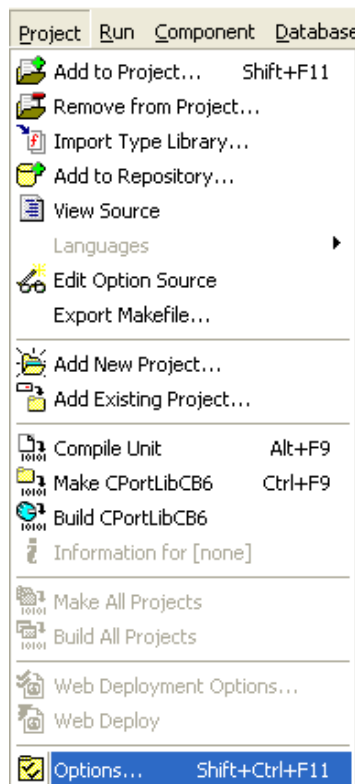 Project Run Component Database
Add to Project... Shift+F11
Remove from Project...
Import Type Library...
Add to Repository...
View Source
Languages
Edit Option Source
Export Makefile...
Add New Project...
Add Existing Project...
Compile Unit Alt+F9
Make CPortLibCB6 Ctrl+F9
Build CPortLibCB6
Information for [none]
Make All Projects
Build All Projects
Web Deployment Options...
Web Deploy
Options... Shift+Ctrl+F11